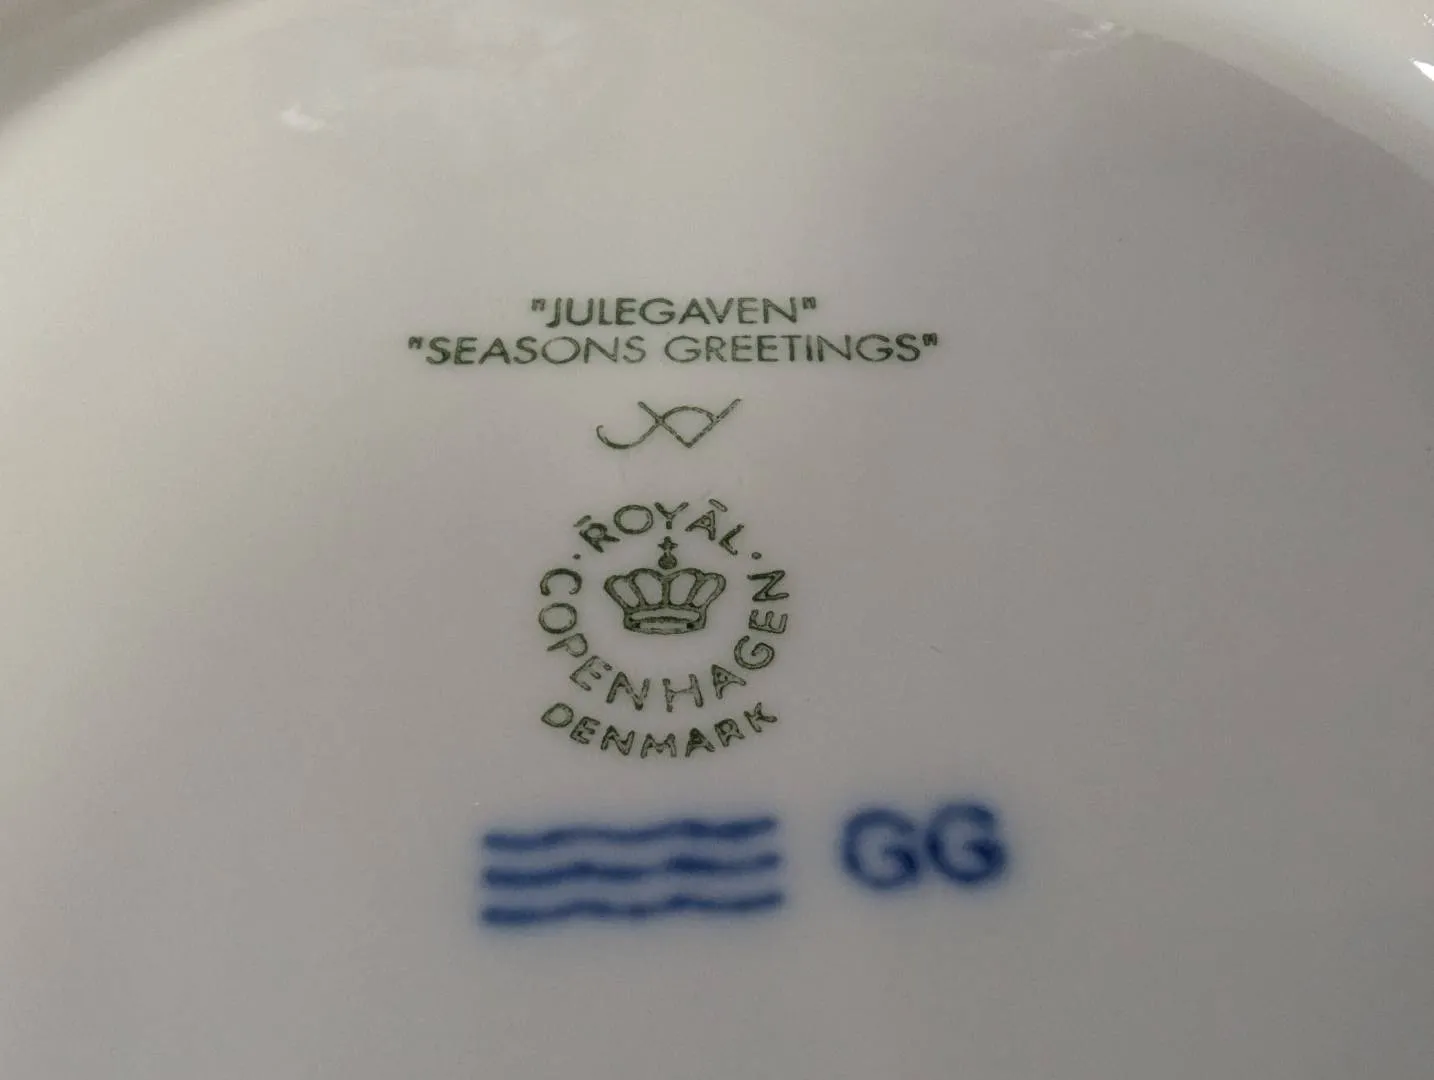 "JULEGAVEN"
"SEASONS GREETINGS"
ROYAL
COPENHAGEN
DENMARK
GG